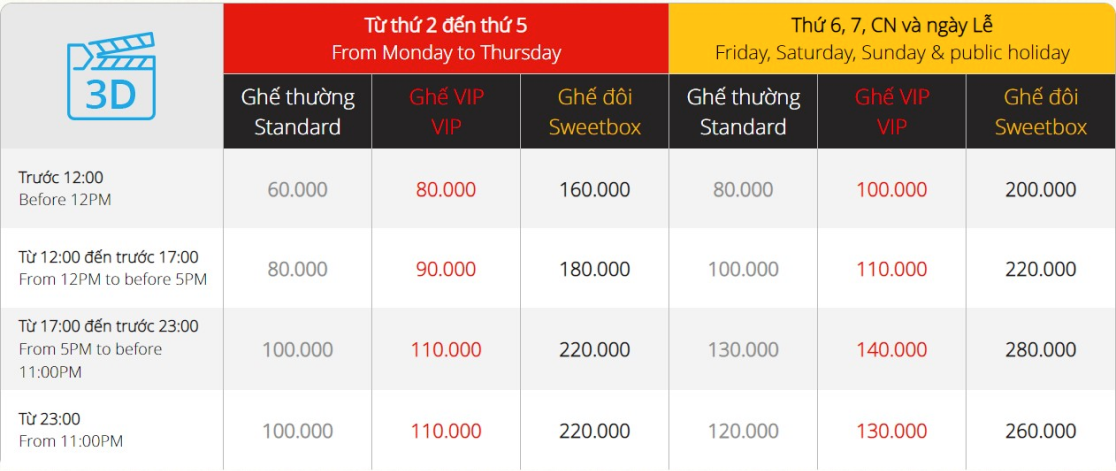 3D
Từ thứ 2 đến thứ 5
From Monday to Thursday
Thứ 6, 7, CN và ngày Lễ
Friday, Saturday, Sunday & public holiday
Ghế thường
Standard
Ghế VIP
VIP
Ghế đôi
Sweetbox
Ghế thường
Standard
Ghế VIP
VIP
Ghế đôi
Sweetbox
Trước 12:00
Before 12PM
60.000 80.000 160.000 80.000 100.000 200.000
Từ 12:00 đến trước 17:00
From 12PM to before 5PM
80.000 90.000 180.000 100.000 110.000 220.000
Từ 17:00 đến trước 23:00
From 5PM to before
11:00PM
100.000 110.000 220.000 130.000 140.000 280.000
Từ 23:00
From 11:00PM
100.000 110.000 220.000 120.000 130.000 260.000